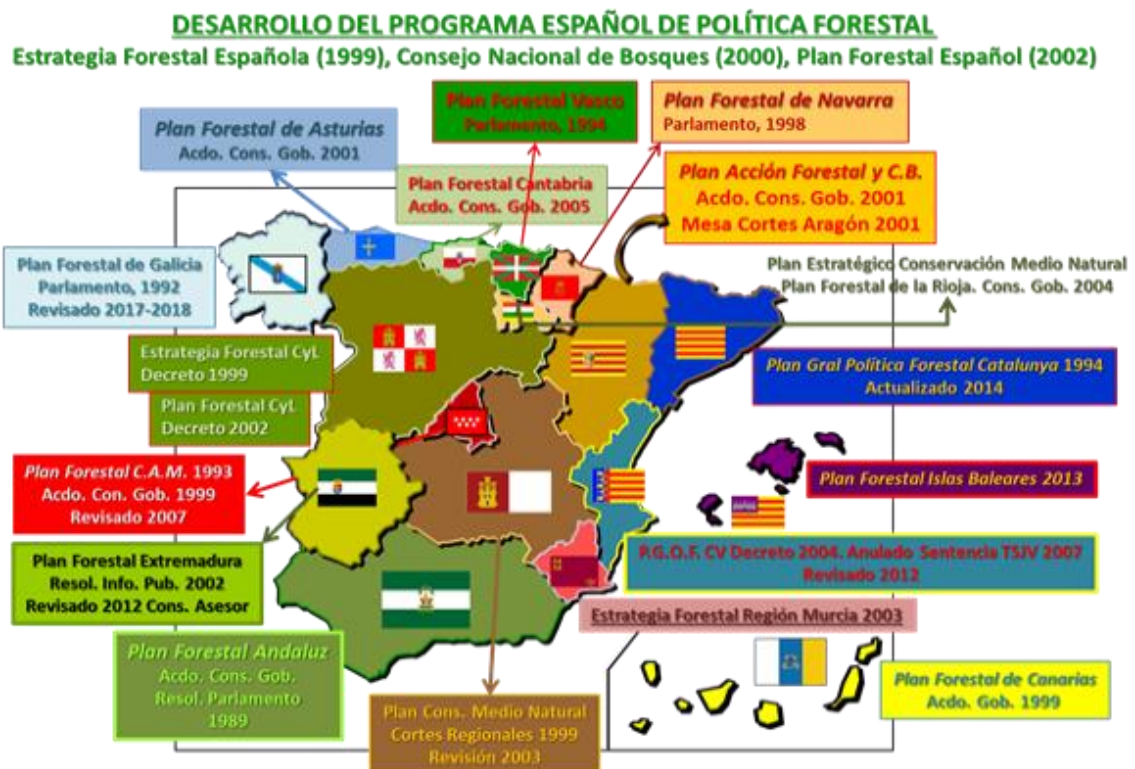 DESARROLLO DEL PROGRAMA ESPAÑOL DE POLÍTICA FORESTAL
Estrategia Forestal Española (1999), Consejo Nacional de Bosques (2000), Plan Forestal Español (2002)
Plan Forestal de Asturias
Acdo. Cons. Gob. 2001
Plan Forestal Vasco
Parlamento, 1994
Plan Forestal de Navarra
Parlamento, 1998
Plan Forestal Cantabria
Acdo. Cons. Gob. 2005
Plan Acción Forestal y C.B.
Acdo. Cons. Gob. 2001
Mesa Cortes Aragón 2001
Plan Forestal de Galicia
Parlamento, 1992
Revisado 2017-2018
Plan Estratégico Conservación Medio Natural
Plan Forestal de la Rioja. Cons. Gob. 2004
Estrategia Forestal CyL
Decreto 1999
Plan Forestal CyL
Decreto 2002
Plan Gral Política Forestal Catalunya 1994
Actualizado 2014
Plan Forestal C.A.M. 1993
Acdo. Con. Gob. 1999
Revisado 2007
Plan Forestal Islas Baleares 2013
Plan Forestal Extremadura
Resol. Info. Pub. 2002
Revisado 2012 Cons. Asesor
P.G.O.F. CV Decreto 2004. Anulado Sentencia TSJV 2007
Revisado 2012
Estrategia Forestal Región Murcia 2003
Plan Forestal Andaluz
Acdo. Cons. Gob.
Resol. Parlamento
1989
Plan Cons. Medio Natural
Cortes Regionales 1999
Revisión 2003
Plan Forestal de Canarias
Acdo. Gob. 1999